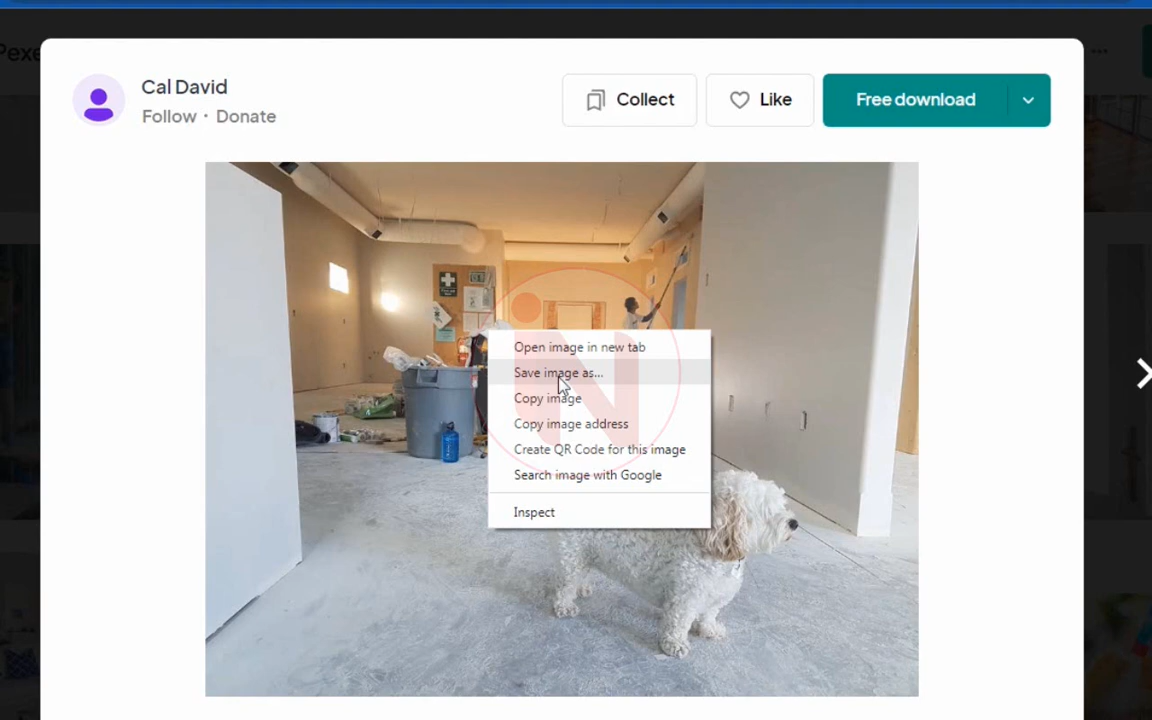 Pexe
Cal David
Follow · Donate
Collect
Like
Free download
Open image in new tab
Save image as...
Copy image
Copy image address
Create QR Code for this image
Search image with Google
Inspect